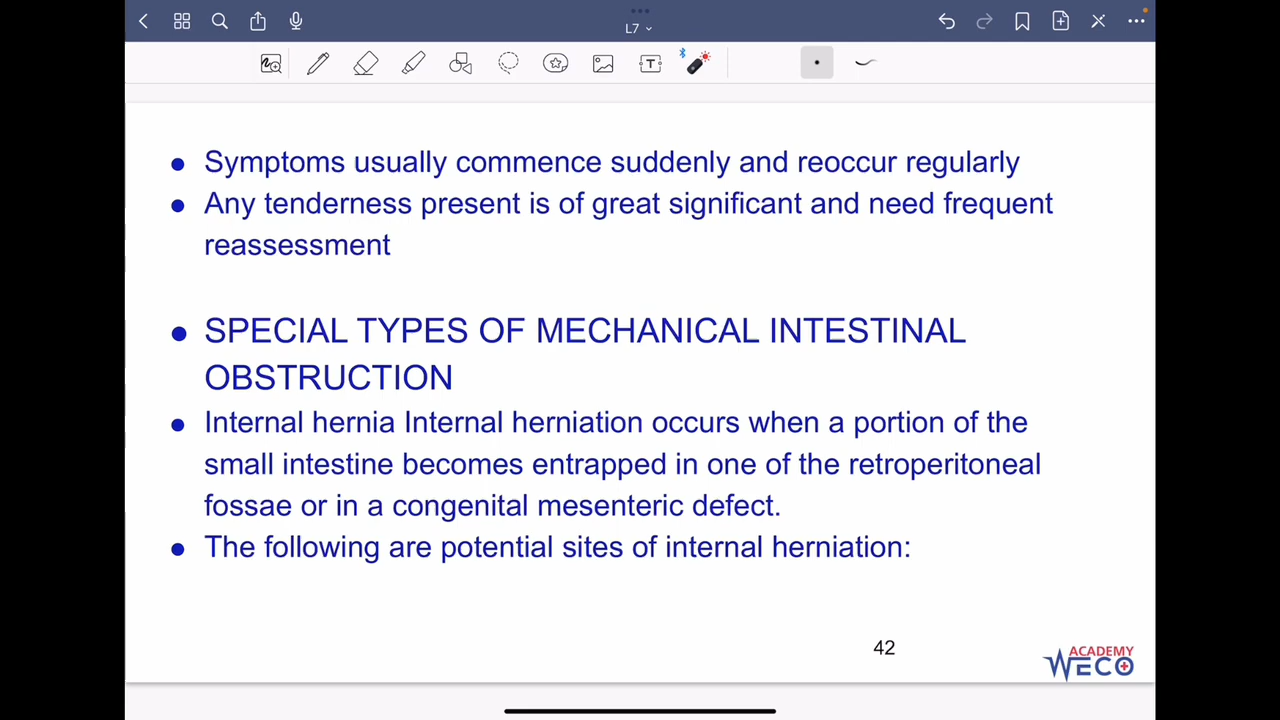 L7
● Symptoms usually commence suddenly and reoccur regularly
● Any tenderness present is of great significant and need frequent
reassessment
● SPECIAL TYPES OF MECHANICAL INTESTINAL
OBSTRUCTION
● Internal hernia Internal herniation occurs when a portion of the
small intestine becomes entrapped in one of the retroperitoneal
fossae or in a congenital mesenteric defect.
● The following are potential sites of internal herniation:
42
ACADEMY
WECO